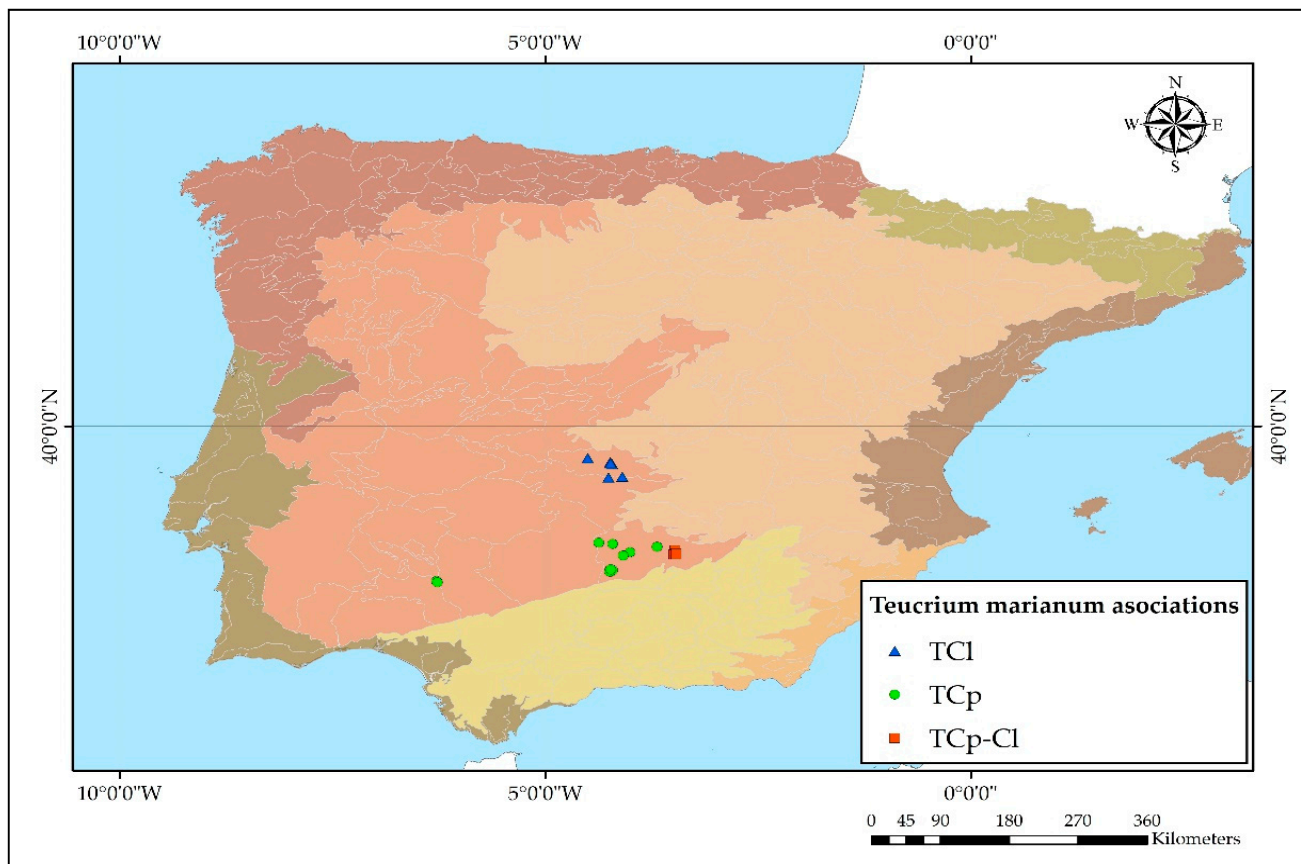 10°0'0"W 5°0'0"W 0°0'0"
N
W E
S
40°0'0"N 40°0'0"N
Teucrium marianum asociations
TCl
TCp
TCp-Cl
10°0'0"W 5°0'0"W 0°0'0"
0 45 90 180 270 360
Kilometers